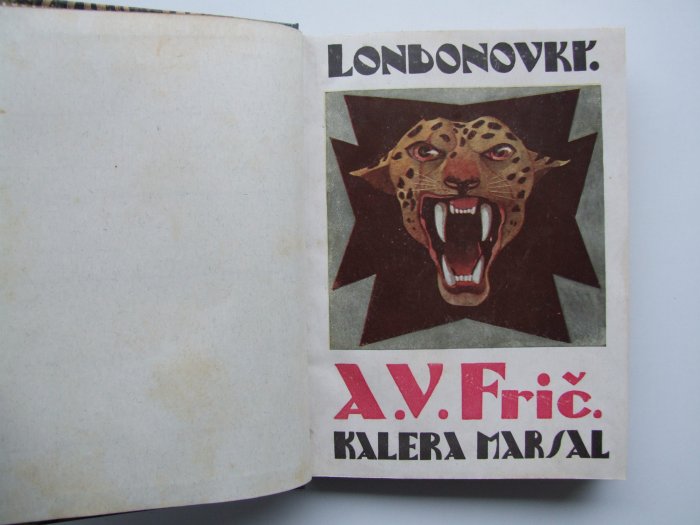 LONDONOVKY.
A.V. Frič.
KALERA MARSAL